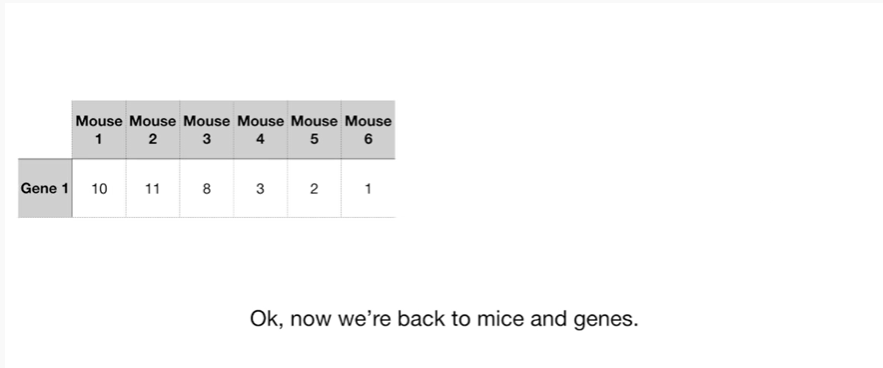 Mouse Mouse Mouse Mouse Mouse Mouse
1 2 3 4 5 6
Gene 1 10 11 8 3 2 1
Ok, now we're back to mice and genes.